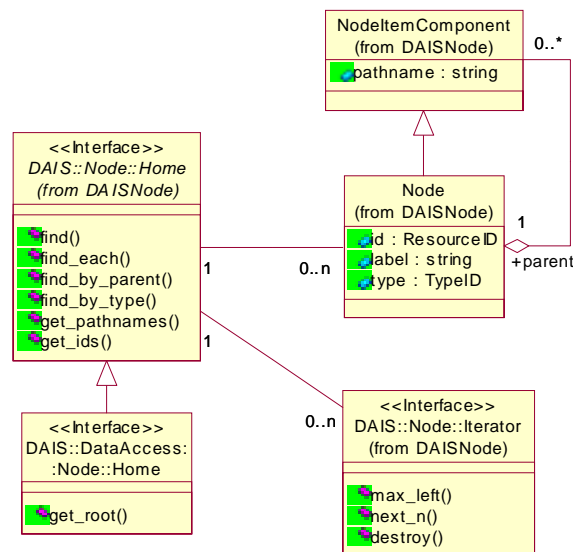 NodeItemComponent
(from DAISNode)
pathname : string
0..*
<<Interface>>
DAIS::Node::Home
(from DAISNode)
find()
find_each()
find_by_parent()
find_by_type()
get_pathnames()
get_ids()
Node
(from DAISNode)
id : ResourceID
label : string
type : TypeID
1
+parent
1
0..n
1
0..n
<<Interface>>
DAIS::DataAccess:
:Node::Home
get_root()
<<Interface>>
DAIS::Node::Iterator
(from DAISNode)
max_left()
next_n()
destroy()